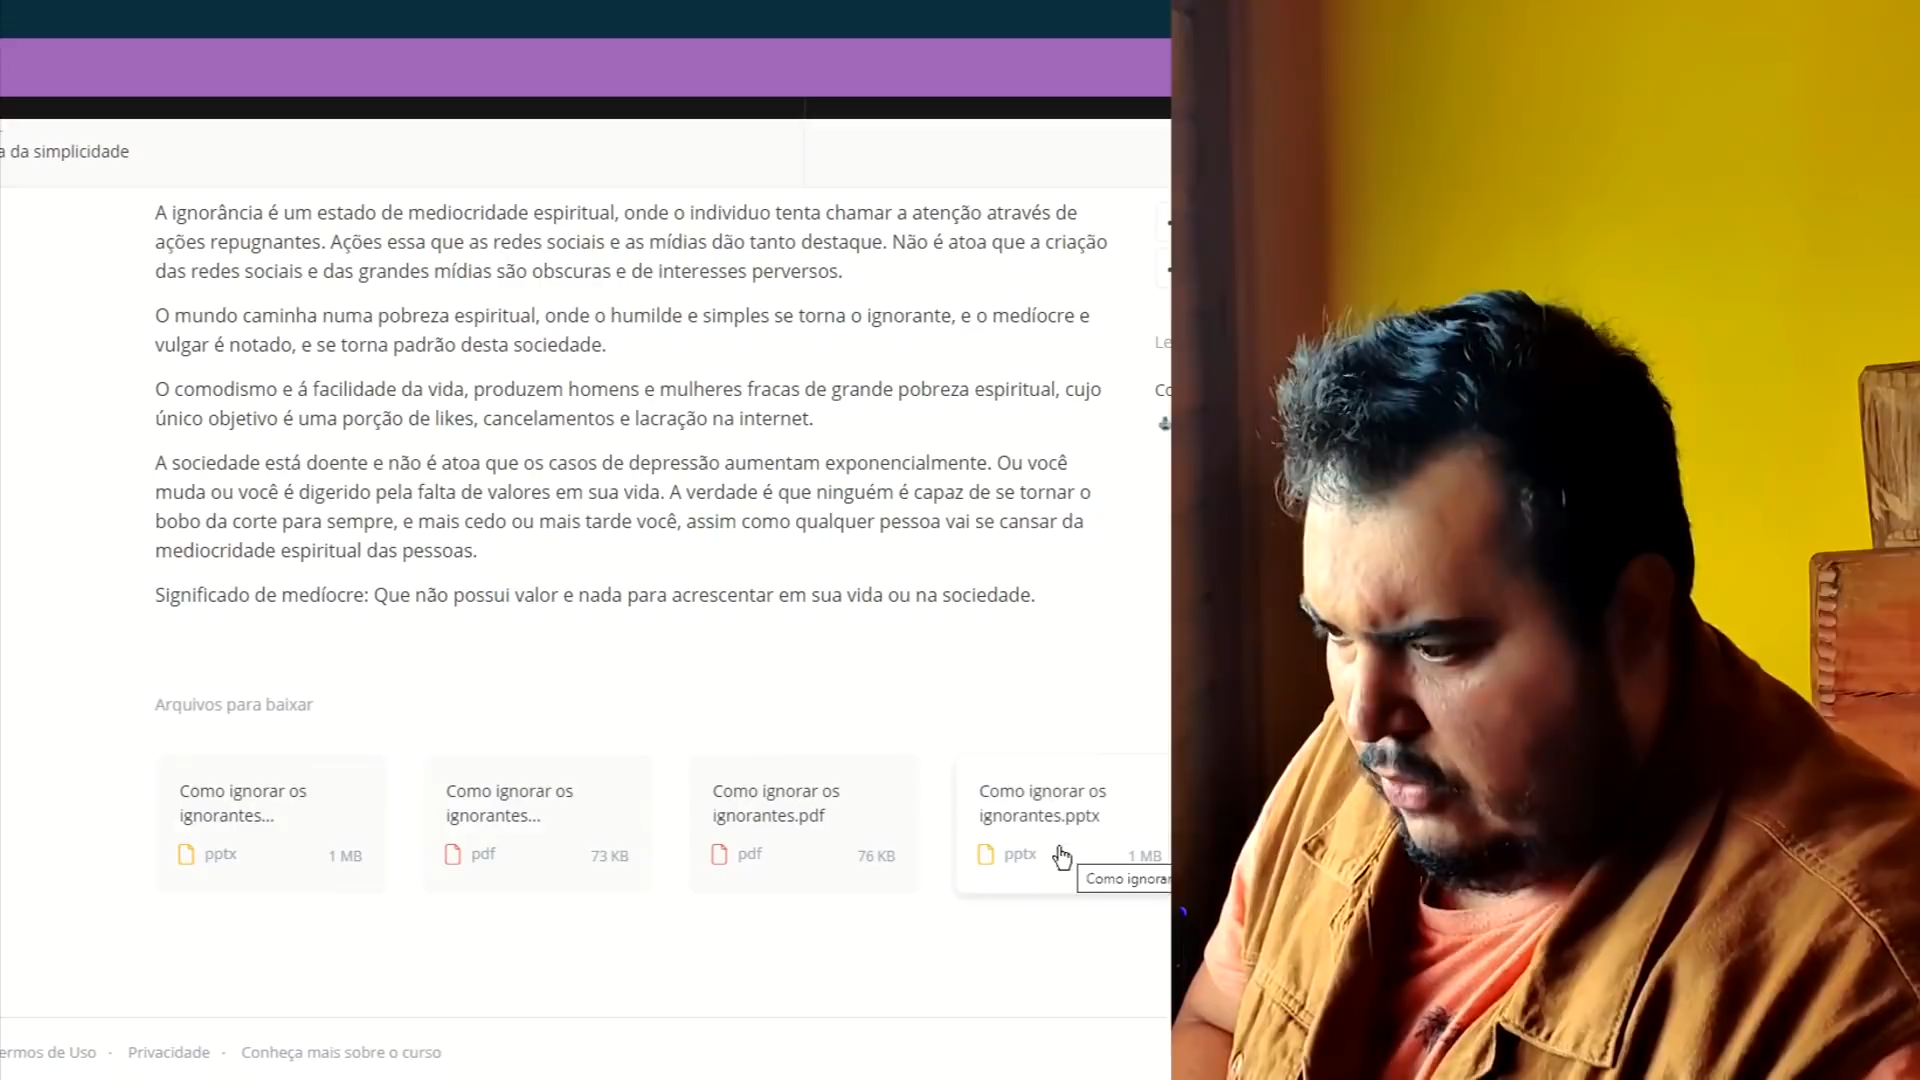 a da simplicidade
A ignorância é um estado de mediocridade espiritual, onde o individuo tenta chamar a atenção através de
ações repugnantes. Ações essa que as redes sociais e as mídias dão tanto destaque. Não é atoa que a criação
das redes sociais e das grandes mídias são obscuras e de interesses perversos.
O mundo caminha numa pobreza espiritual, onde o humilde e simples se torna o ignorante, e o medíocre e
vulgar é notado, e se torna padrão desta sociedade.
O comodismo e á facilidade da vida, produzem homens e mulheres fracas de grande pobreza espiritual, cujo
único objetivo é uma porção de likes, cancelamentos e lacração na internet.
A sociedade está doente e não é atoa que os casos de depressão aumentam exponencialmente. Ou você
muda ou você é digerido pela falta de valores em sua vida. A verdade é que ninguém é capaz de se tornar o
bobo da corte para sempre, e mais cedo ou mais tarde você, assim como qualquer pessoa vai se cansar da
mediocridade espiritual das pessoas.
Significado de medíocre: Que não possui valor e nada para acrescentar em sua vida ou na sociedade.
Le
Co
Arquivos para baixar
Como ignorar os
ignorantes...
pptx 1 MB
Como ignorar os
ignorantes...
pdf 73 KB
Como ignorar os
ignorantes.pdf
pdf 76 KB
Como ignorar os
ignorantes.pptx
pptx 1 MB
Como ignorar
ermos de Uso · Privacidade · Conheça mais sobre o curso